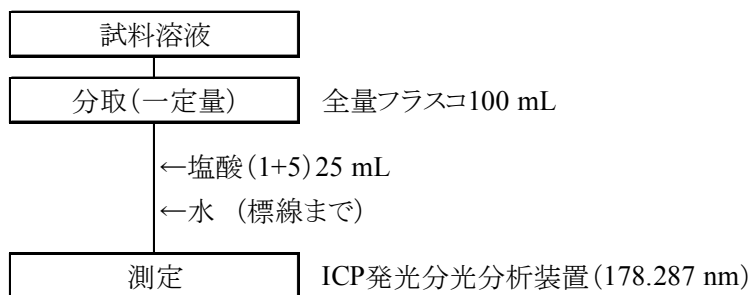 試料溶液
分取(一定量) 全量フラスコ100 mL
←塩酸(1+5)25 mL
←水 (標線まで)
測定 ICP発光分光分析装置(178.287 nm)